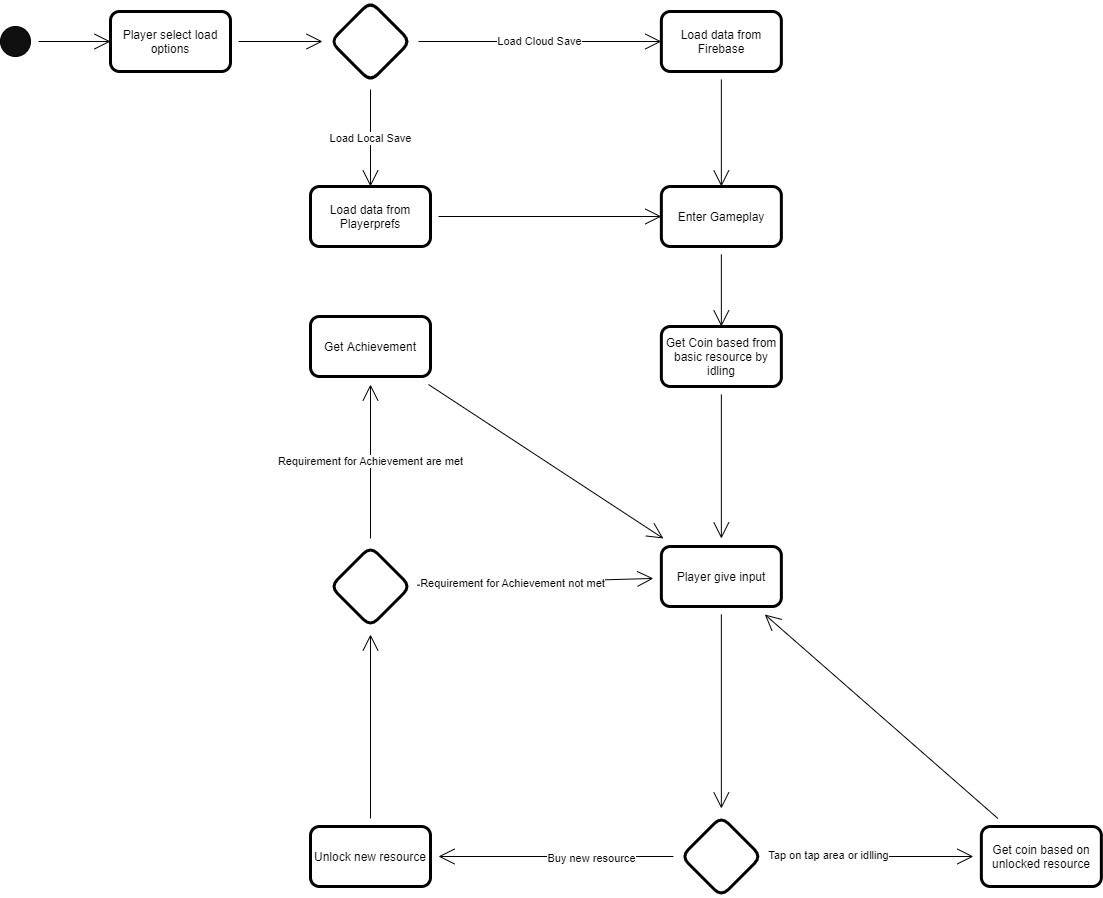 Player select load
options
Load Cloud Save
Load data from
Firebase
Load Local Save
Load data from
Playerprefs
Enter Gameplay
Get Achievement
Get Coin based from
basic resource by
idling
Requirement for Achievement are met
Requirement for Achievement not met
Player give input
Unlock new resource
Buy new resource
Tap on tap area or idlling
Get coin based on
unlocked resource